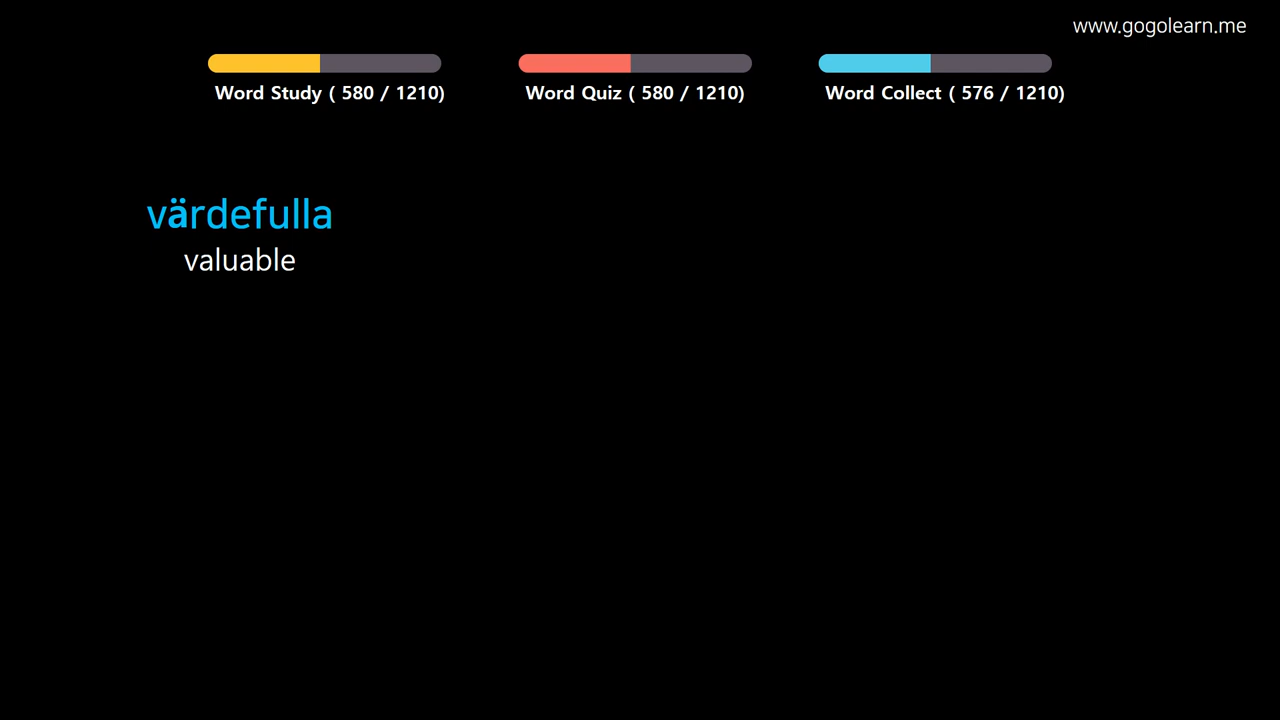 www.gogolearn.me
Word Study ( 580 / 1210)
Word Quiz ( 580 / 1210)
Word Collect ( 576 / 1210)
värdefulla
valuable